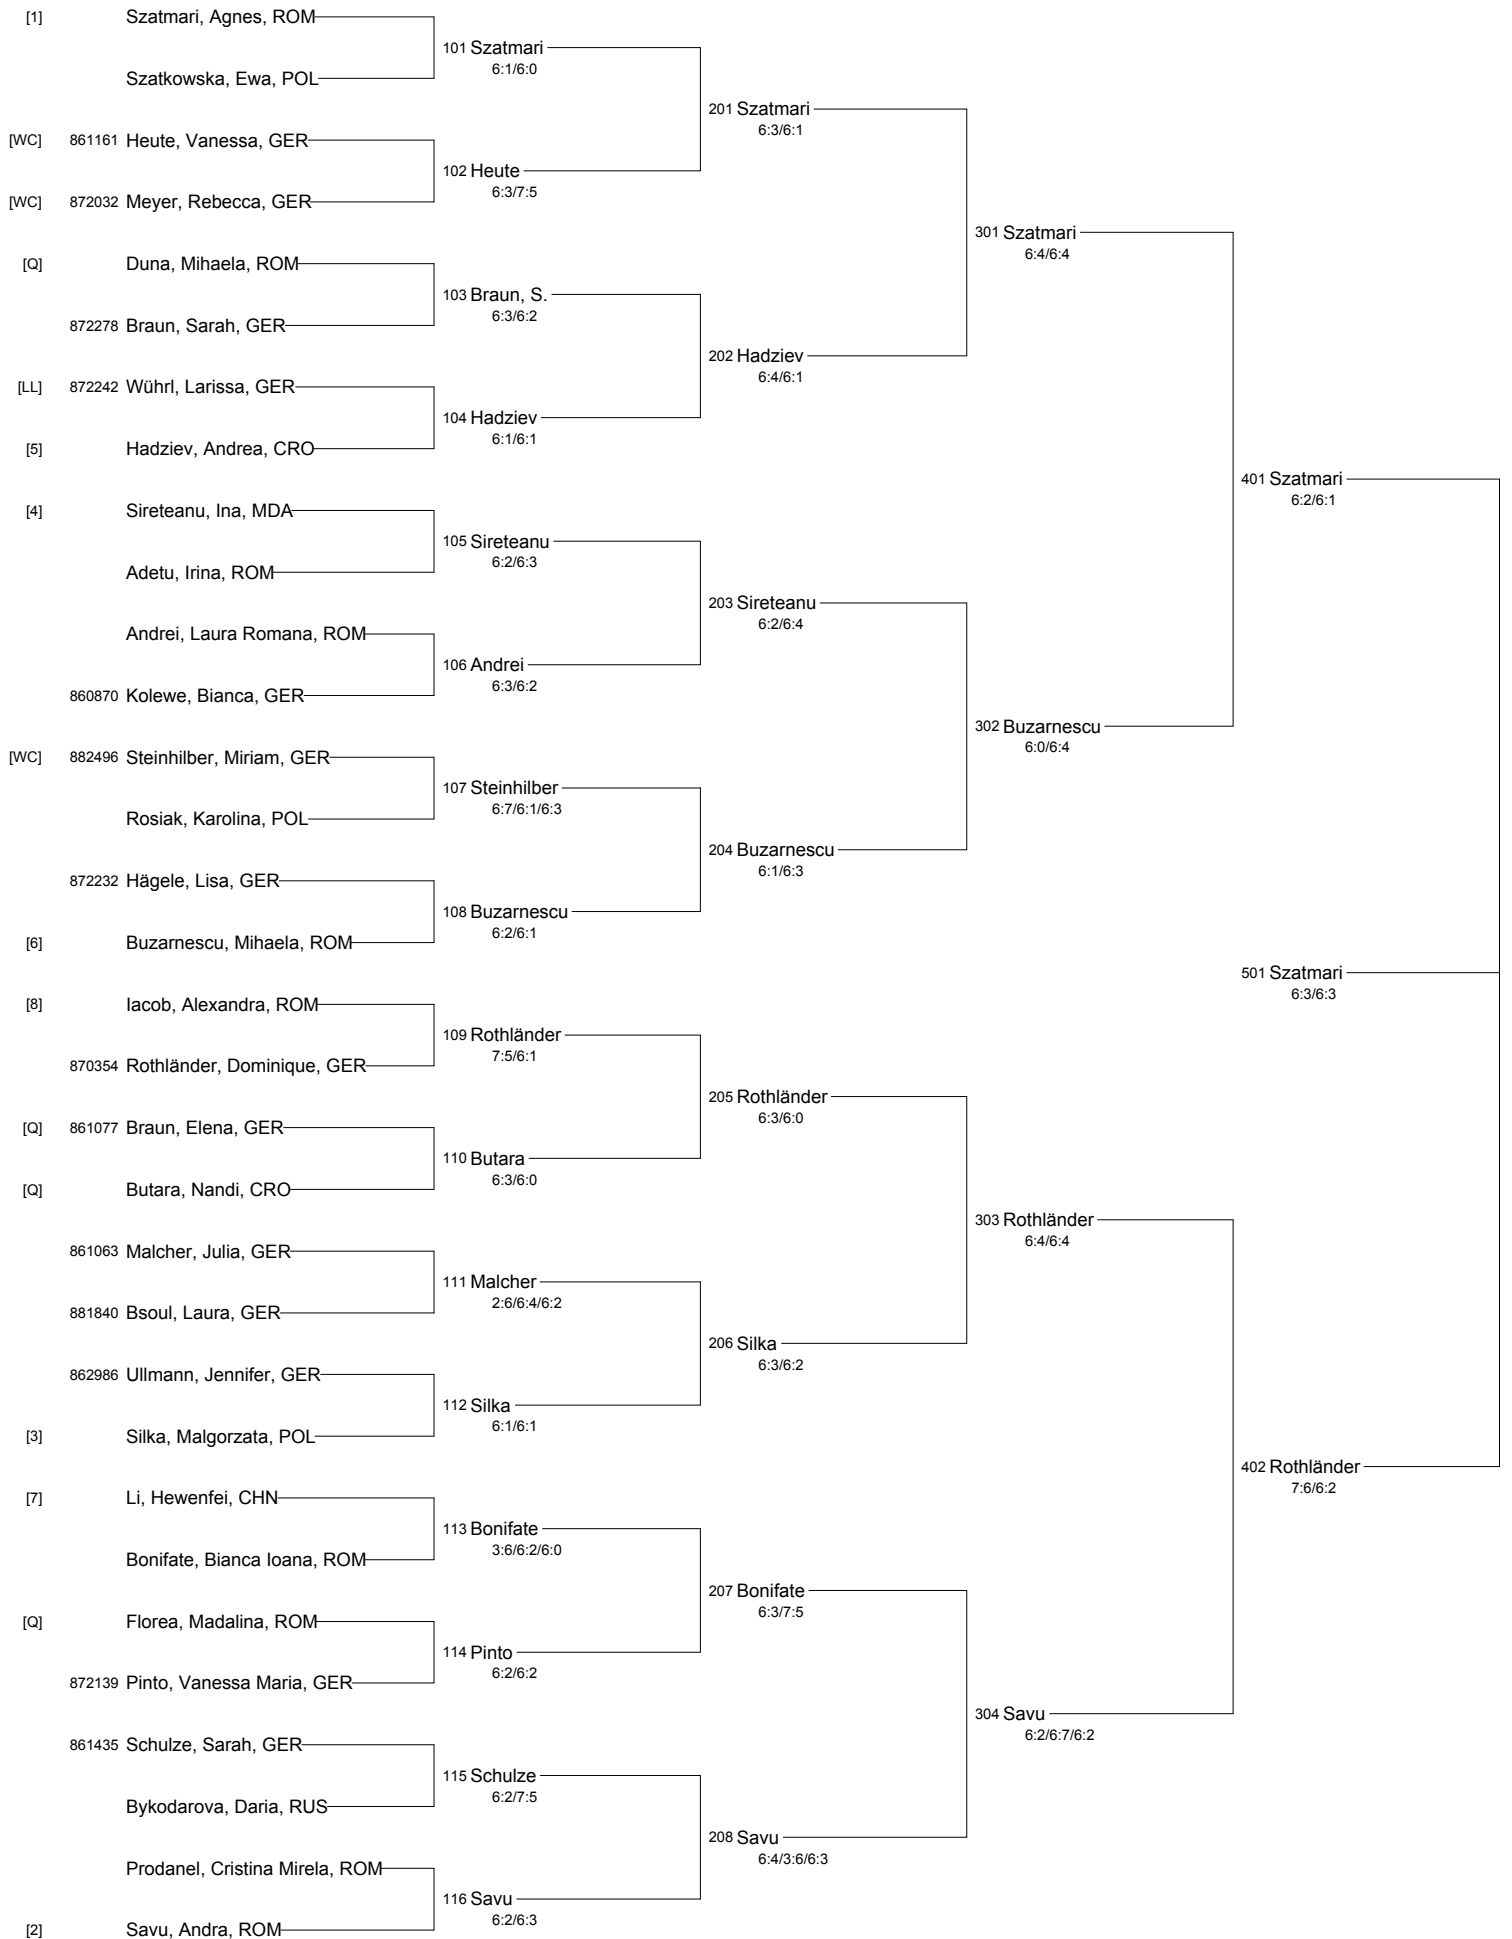 [1] Szatmari, Agnes, ROM
101 Szatmari
6:1/6:0
Szatkowska, Ewa, POL
201 Szatmari
6:3/6:1
[WC] 861161 Heute, Vanessa, GER
102 Heute
6:3/7:5
[WC] 872032 Meyer, Rebecca, GER
301 Szatmari
6:4/6:4
[Q] Duna, Mihaela, ROM
103 Braun, S.
6:3/6:2
872278 Braun, Sarah, GER
202 Hadziev
6:4/6:1
[LL] 872242 Wührl, Larissa, GER
104 Hadziev
6:1/6:1
[5] Hadziev, Andrea, CRO
401 Szatmari
6:2/6:1
[4] Sireteanu, Ina, MDA
105 Sireteanu
6:2/6:3
Adetu, Irina, ROM
203 Sireteanu
6:2/6:4
Andrei, Laura Romana, ROM
106 Andrei
6:3/6:2
860870 Kolewe, Bianca, GER
302 Buzarnescu
6:0/6:4
[WC] 882496 Steinhilber, Miriam, GER
107 Steinhilber
6:7/6:1/6:3
Rosiak, Karolina, POL
204 Buzarnescu
6:1/6:3
872232 Hägele, Lisa, GER
108 Buzarnescu
6:2/6:1
[6] Buzarnescu, Mihaela, ROM
501 Szatmari
6:3/6:3
[8] Iacob, Alexandra, ROM
109 Rothländer
7:5/6:1
870354 Rothländer, Dominique, GER
205 Rothländer
6:3/6:0
[Q] 861077 Braun, Elena, GER
110 Butara
6:3/6:0
[Q] Butara, Nandi, CRO
303 Rothländer
6:4/6:4
861063 Malcher, Julia, GER
111 Malcher
2:6/6:4/6:2
881840 Bsoul, Laura, GER
206 Silka
6:3/6:2
862986 Ullmann, Jennifer, GER
112 Silka
6:1/6:1
[3] Silka, Malgorzata, POL
402 Rothländer
7:6/6:2
[7] Li, Hewenfei, CHN
113 Bonifate
3:6/6:2/6:0
Bonifate, Bianca Ioana, ROM
207 Bonifate
6:3/7:5
[Q] Florea, Madalina, ROM
114 Pinto
6:2/6:2
872139 Pinto, Vanessa Maria, GER
304 Savu
6:2/6:7/6:2
861435 Schulze, Sarah, GER
115 Schulze
6:2/7:5
Bykodarova, Daria, RUS
208 Savu
6:4/3:6/6:3
Prodanel, Cristina Mirela, ROM
116 Savu
6:2/6:3
[2] Savu, Andra, ROM